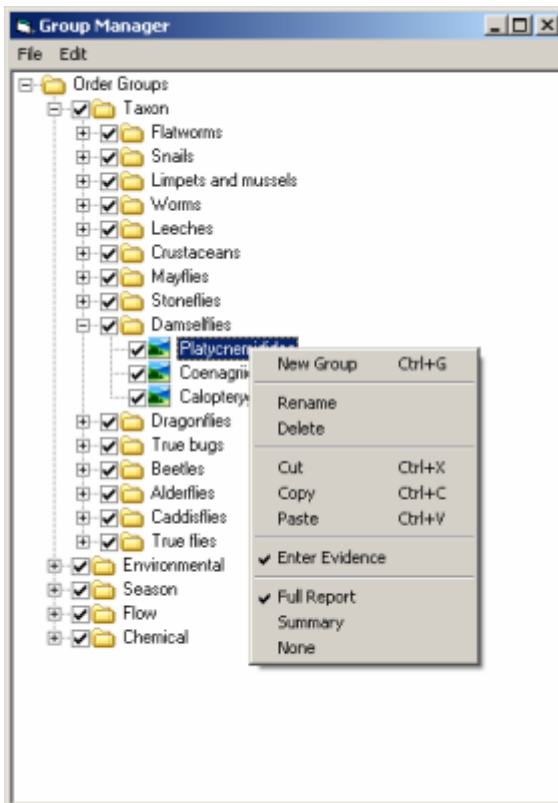 Group Manager
File Edit
Order Groups
Taxon
Flatworms
Snails
Limpets and mussels
Worms
Leeches
Crustaceans
Mayflies
Stoneflies
Damselflies
New Group Ctrl+G
Rename
Delete
Cut Ctrl+X
Copy Ctrl+C
Paste Ctrl+V
Enter Evidence
Full Report
Summary
None
Dragonflies
True bugs
Beetles
Alderflies
Caddisflies
True flies
Environmental
Season
Flow
Chemical